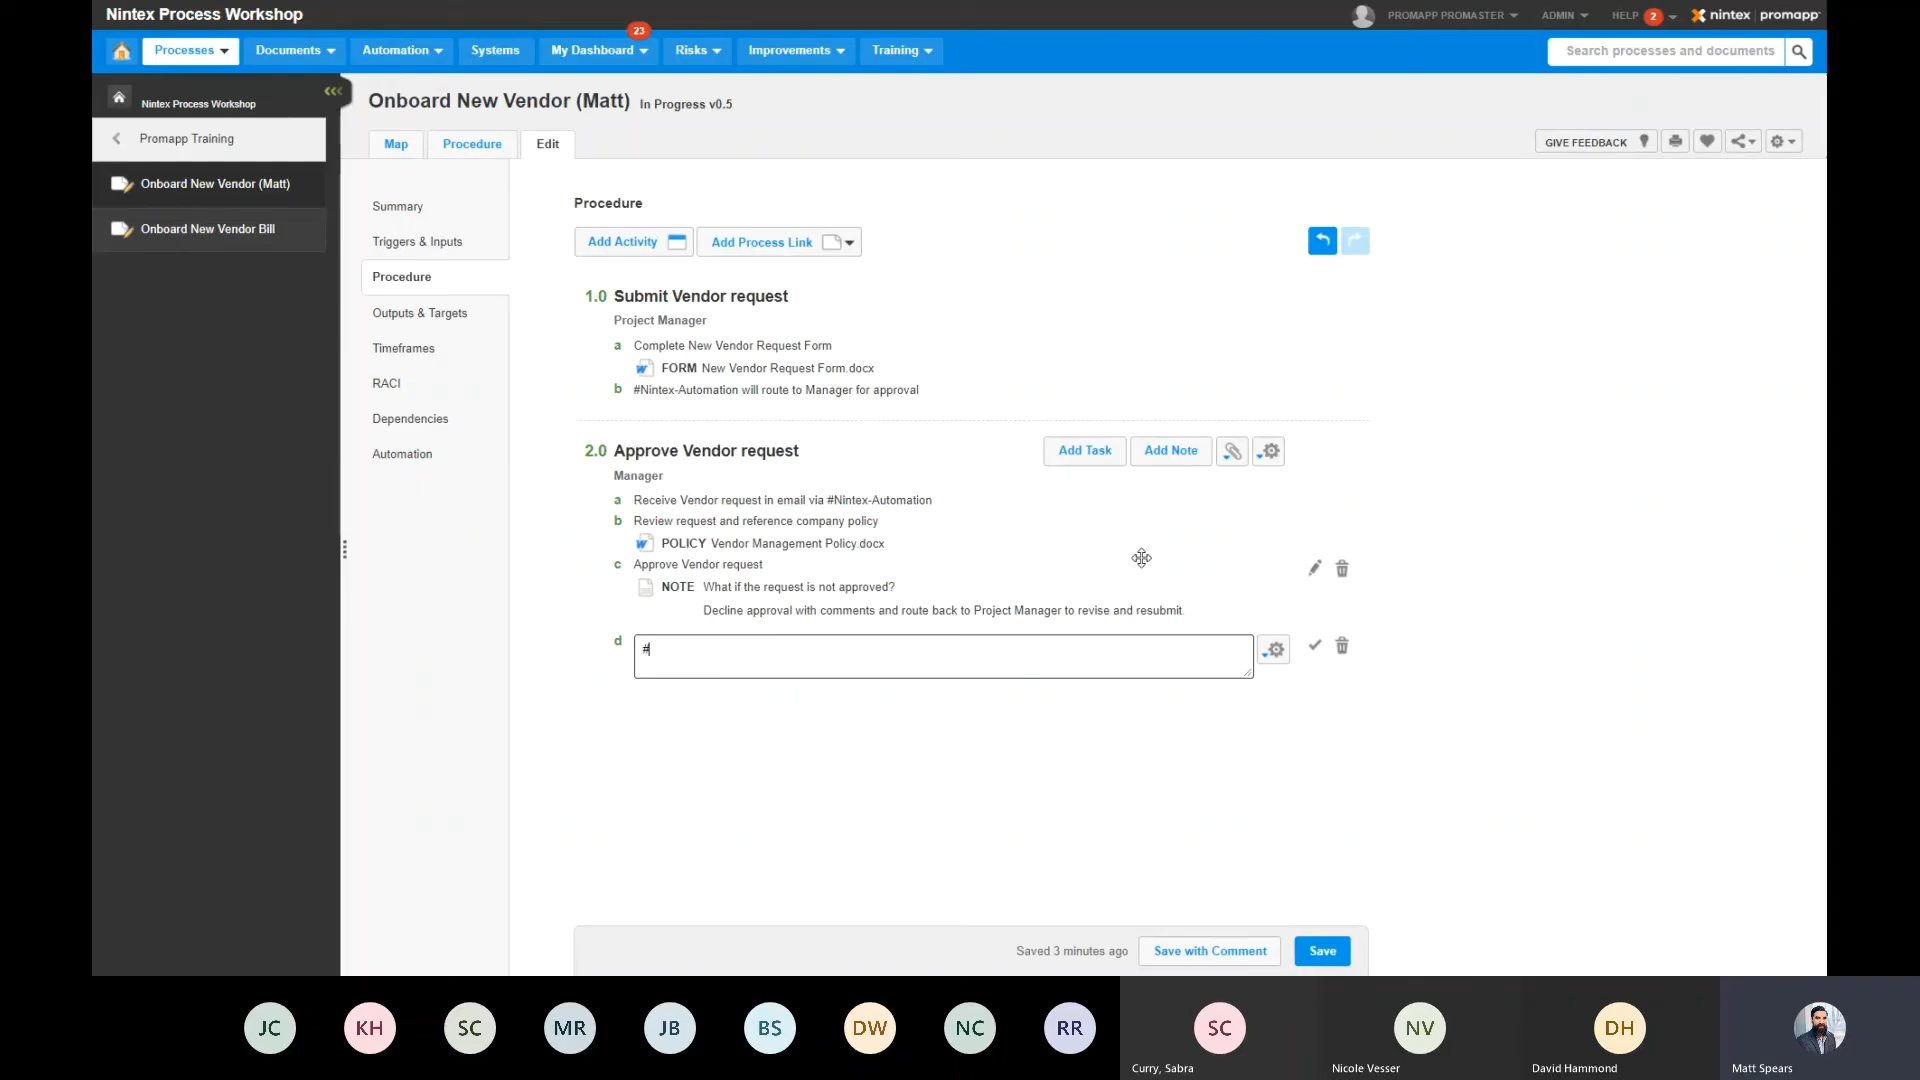 Nintex Process Workshop
PROMAPP PROMASTER
ADMIN
HELP 2
nintex promapp
Processes
Documents
Automation
Systems
My Dashboard
23
Risks
Improvements
Training
Search processes and documents
Nintex Process Workshop
Promapp Training
Onboard New Vendor (Matt)
Onboard New Vendor Bill
Onboard New Vendor (Matt) In Progress v0.5
Map
Procedure
Edit
GIVE FEEDBACK
Summary
Triggers & Inputs
Procedure
Outputs & Targets
Timeframes
RACI
Dependencies
Automation
Procedure
Add Activity
Add Process Link
1.0 Submit Vendor request
Project Manager
a Complete New Vendor Request Form
FORM New Vendor Request Form.docx
b #Nintex-Automation will route to Manager for approval
2.0 Approve Vendor request
Add Task
Add Note
Manager
a Receive Vendor request in email via #Nintex-Automation
b Review request and reference company policy
POLICY Vendor Management Policy.docx
c Approve Vendor request
NOTE What if the request is not approved?
Decline approval with comments and route back to Project Manager to revise and resubmit.
d #
Saved 3 minutes ago
Save with Comment
Save
JC
KH
SC
MR
JB
BS
DW
NC
RR
SC
NV
DH
Curry, Sabra
Nicole Vesser
David Hammond
Matt Spears